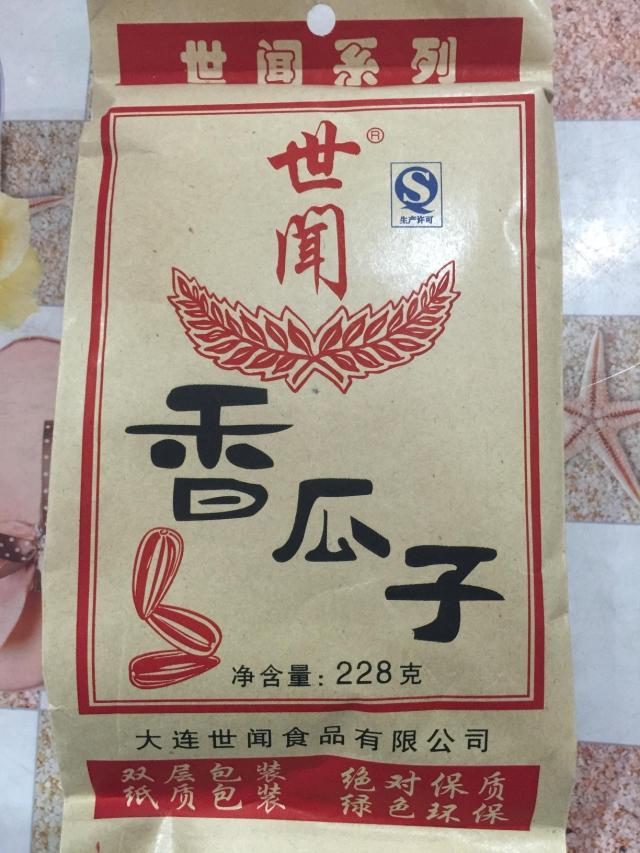 世闻系列
世闻®
QS
生产许可
香瓜子
净含量：228克
大连世闻食品有限公司
双层包装 绝对保质
纸质包装 绿色环保